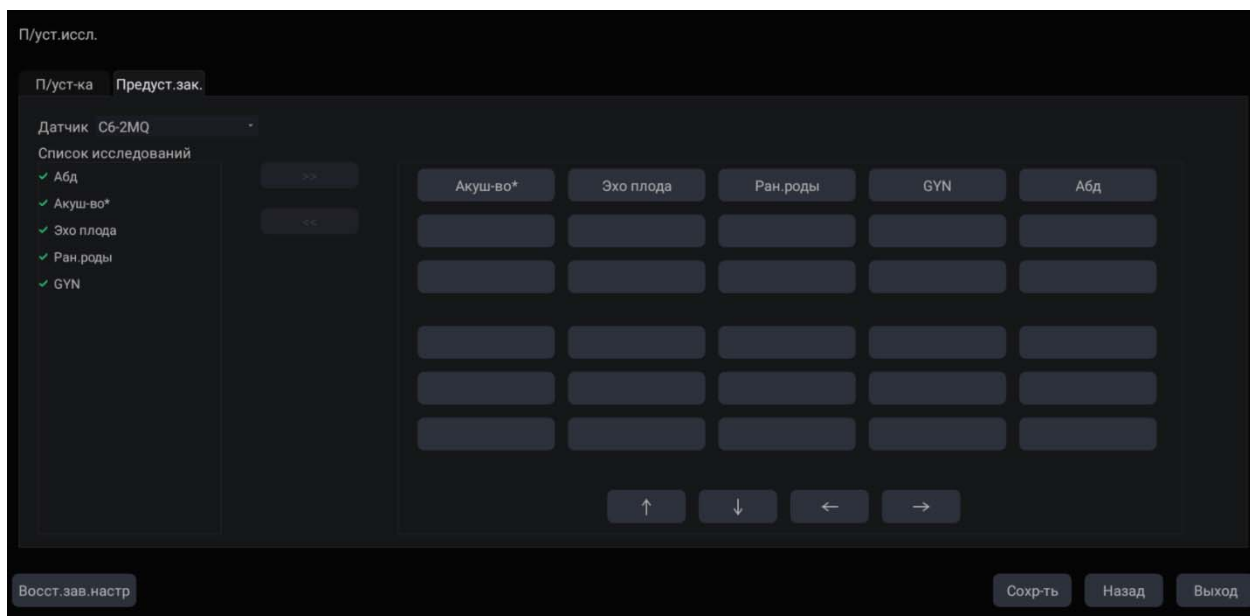 П/уст.иссл.
П/уст-ка Предуст.зак.
Датчик C6-2MQ
Список исследований
Абд
Акуш-во*
Эхо плода
Ран.роды
GYN
>>
<<
Акуш-во* Эхо плода Ран.роды GYN Абд
↑ ↓ ← →
Восст.зав.настр Сохр-ть Назад Выход